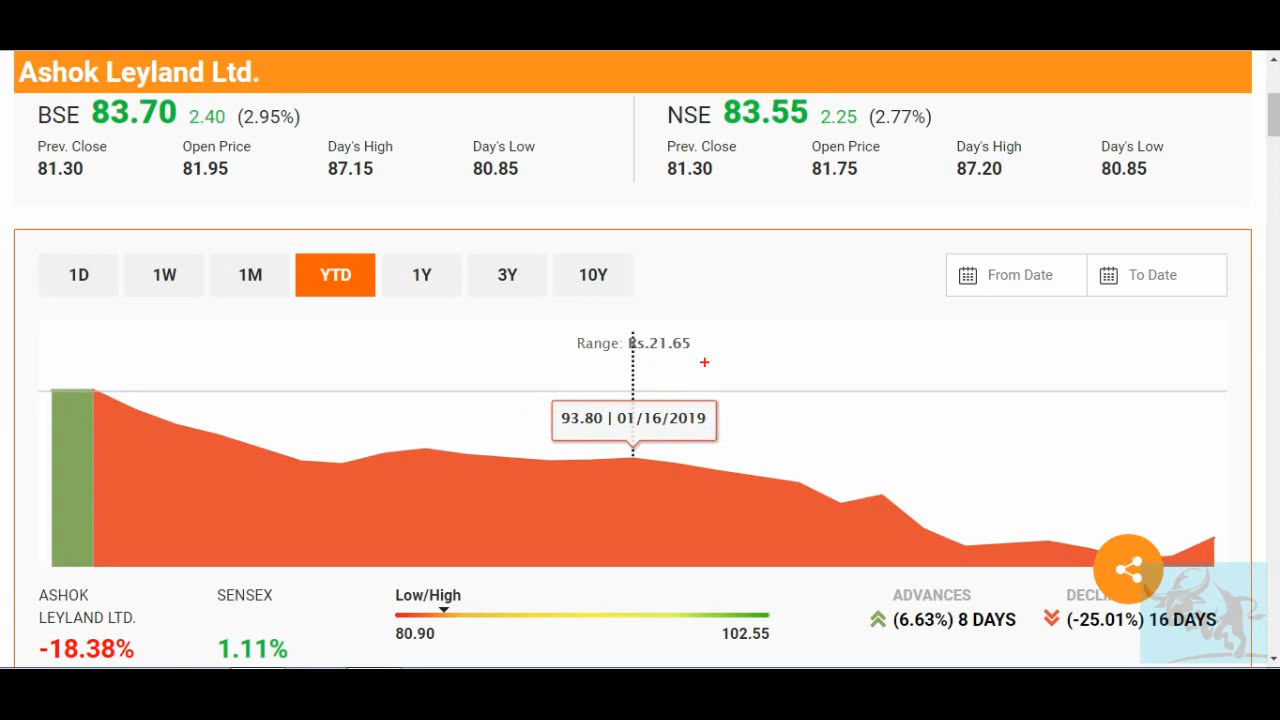 Ashok Leyland Ltd.
BSE 83.70 2.40 (2.95%)
Prev. Close Open Price Day's High Day's Low
81.30 81.95 87.15 80.85
NSE 83.55 2.25 (2.77%)
Prev. Close Open Price Day's High Day's Low
81.30 81.75 87.20 80.85
1D 1W 1M YTD 1Y 3Y 10Y
From Date To Date
Range: Rs.21.65
93.80 | 01/16/2019
ASHOK
LEYLAND LTD.
-18.38%
SENSEX
1.11%
Low/High
80.90 102.55
ADVANCES
(6.63%) 8 DAYS
(-25.01%) 16 DAYS